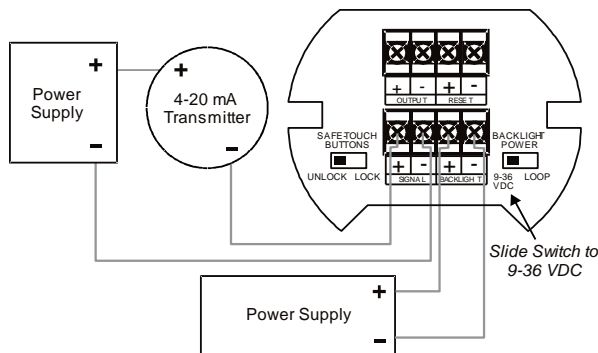 +
Power
Supply
-
+
4-20 mA
Transmitter
-
+ - + -
OUTPUT RESET
SAFE-TOUCH
BUTTONS
BACKLIGHT
POWER
UNLOCK LOCK
+ - + -
SIGNAL BACKLIGHT
9-36
VDC
LOOP
Slide Switch to
9-36 VDC
+
Power Supply
-